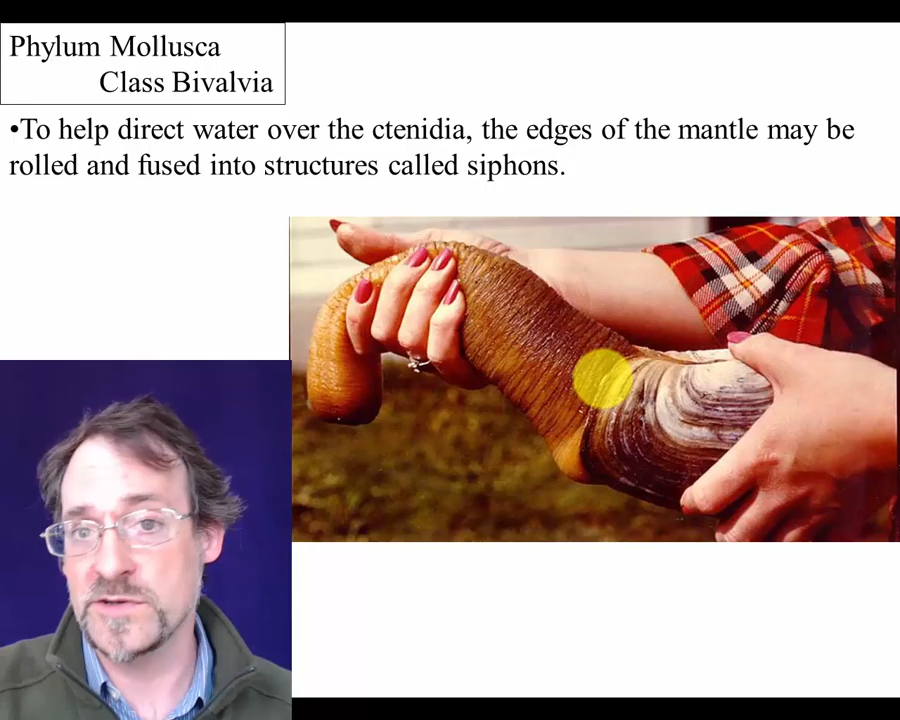 Phylum Mollusca
Class Bivalvia
•To help direct water over the ctenidia, the edges of the mantle may be
rolled and fused into structures called siphons.